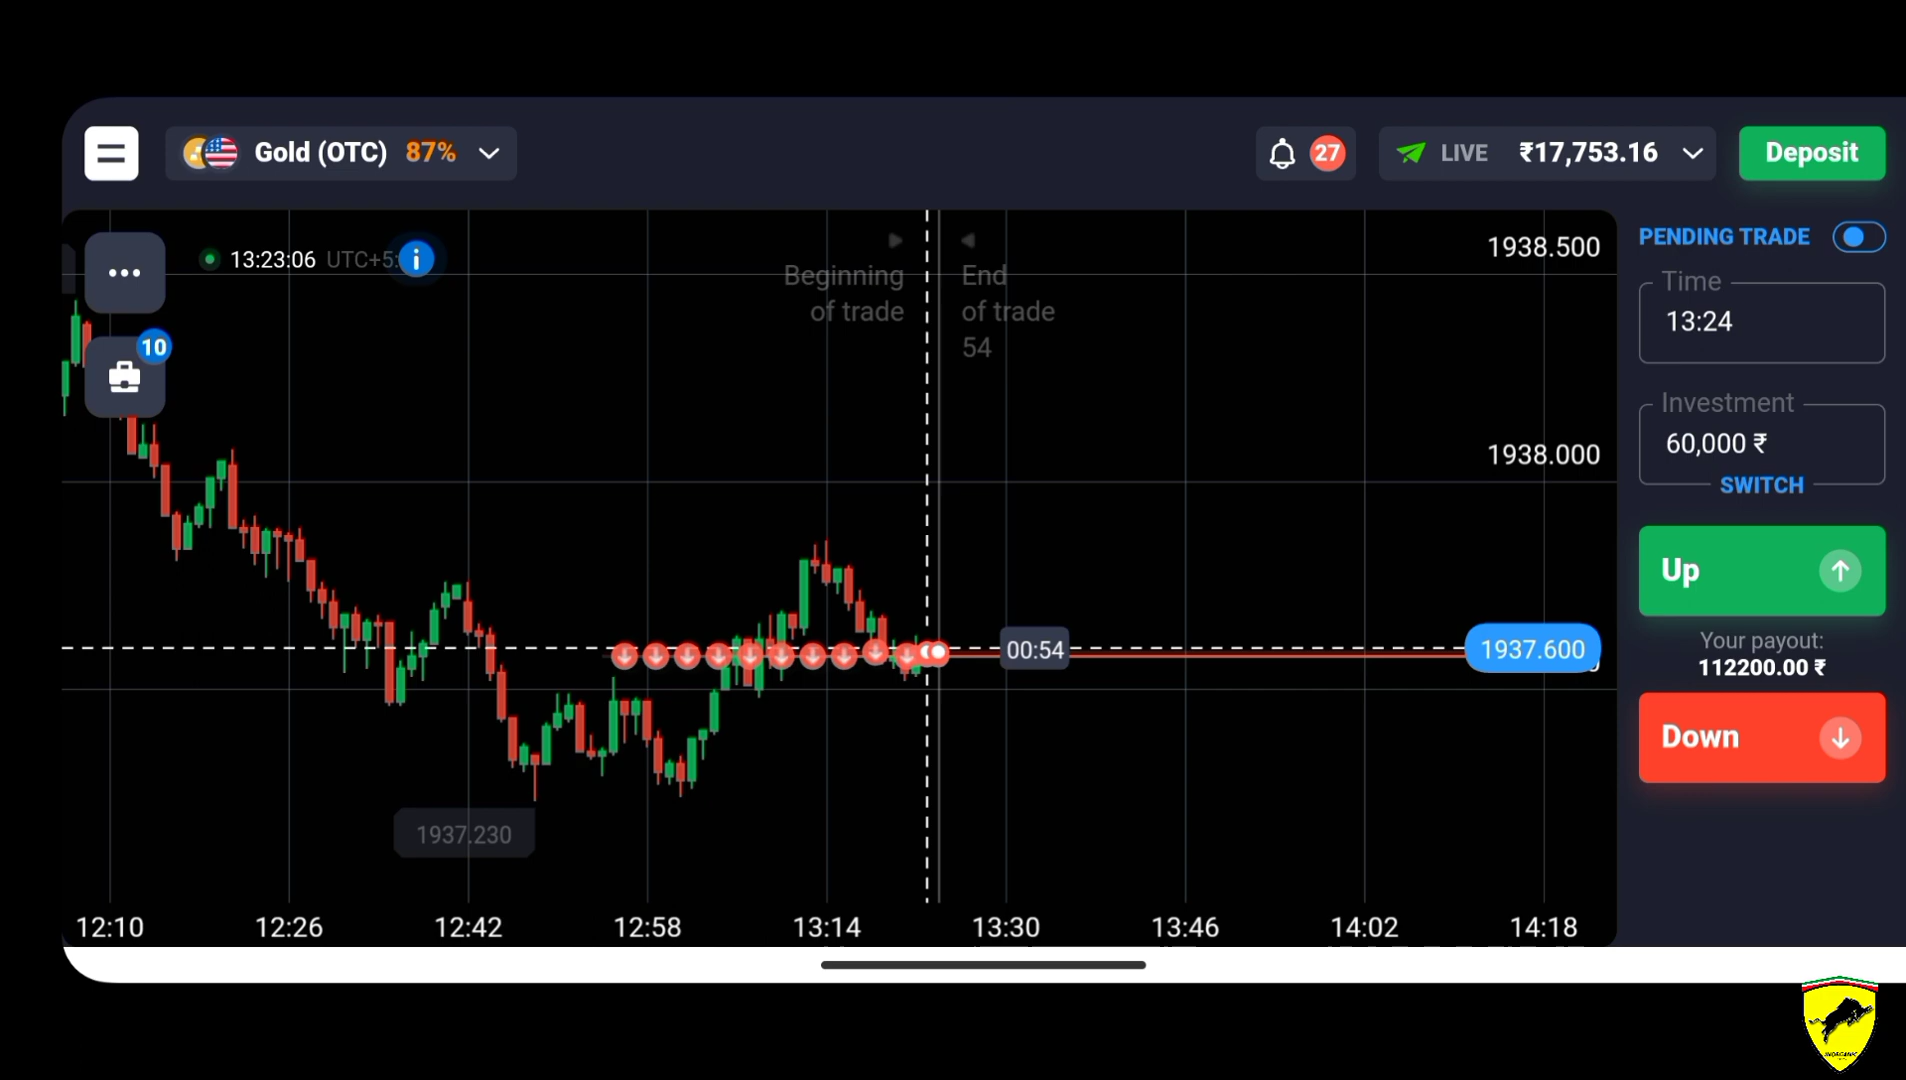 Gold (OTC) 87%
27
LIVE ₹17,753.16
Deposit
13:23:06 UTC+5:
i
10
Beginning
of trade
End
of trade
54
1938.500
1938.000
1937.600
00:54
1937.230
12:10 12:26 12:42 12:58 13:14 13:30 13:46 14:02 14:18
PENDING TRADE
Time
13:24
Investment
60,000 ₹
SWITCH
Up
Your payout:
112200.00 ₹
Down